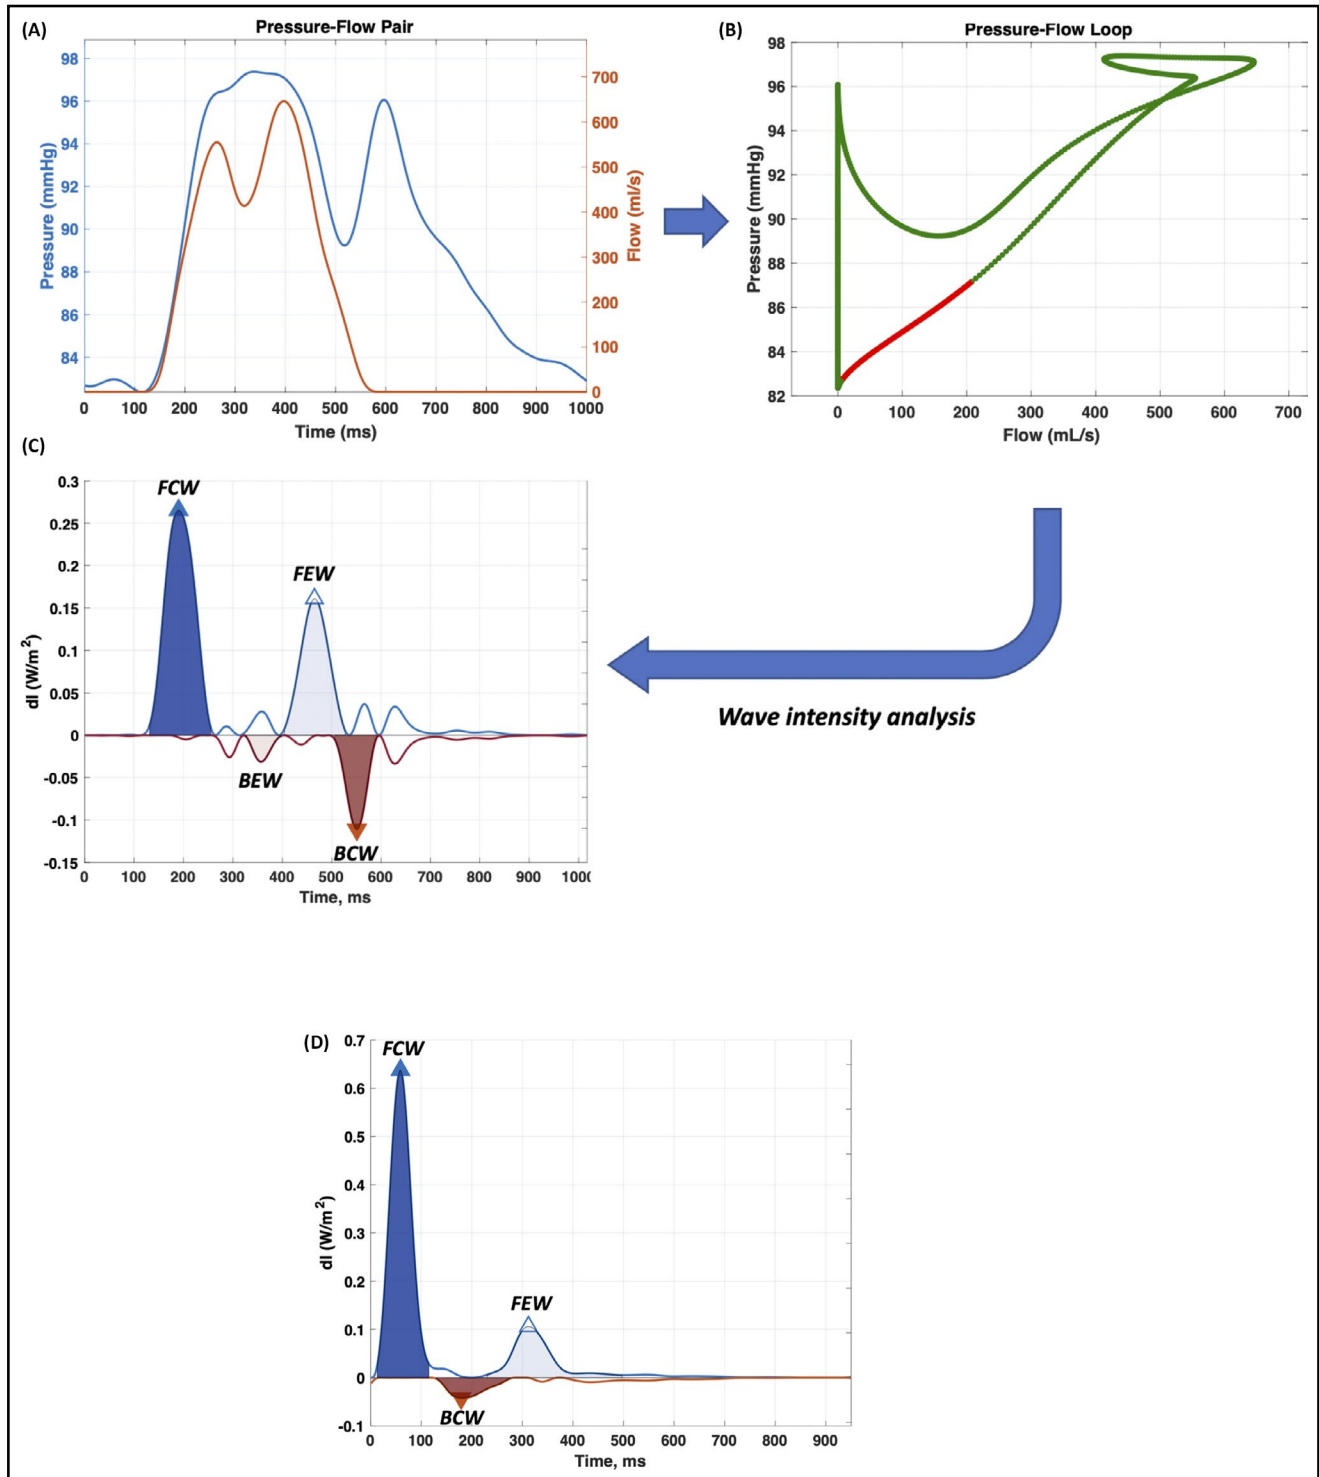 (A)
Pressure-Flow Pair
98
96
94
92
90
88
86
84
Pressure (mmHg)
700
600
500
400
300
200
100
0
Flow (ml/s)
0 100 200 300 400 500 600 700 800 900 1000
Time (ms)
(B)
Pressure-Flow Loop
98
96
94
92
90
88
86
84
82
Pressure (mmHg)
0 100 200 300 400 500 600 700
Flow (mL/s)
(C)
0.3
0.25
0.2
0.15
0.1
0.05
0
-0.05
-0.1
-0.15
dI (W/m²)
FCW
FEW
BEW
BCW
0 100 200 300 400 500 600 700 800 900 1000
Time, ms
Wave intensity analysis
(D)
0.7
0.6
0.5
0.4
0.3
0.2
0.1
0
-0.1
dI (W/m²)
FCW
FEW
BCW
0 100 200 300 400 500 600 700 800 900
Time, ms